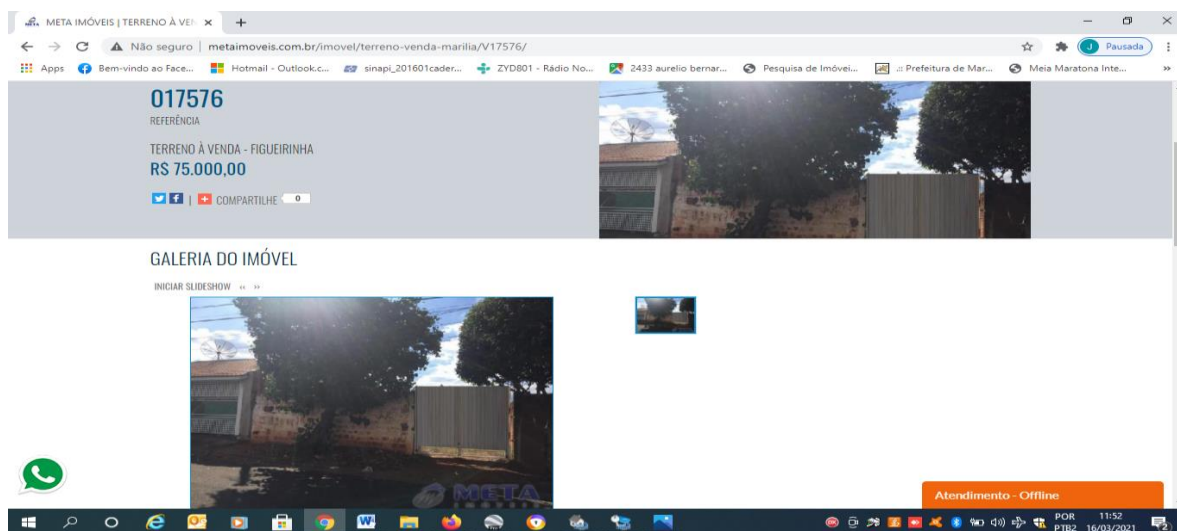 META IMÓVEIS | TERRENO À VEN
Não seguro | metaimoveis.com.br/imovel/terreno-venda-marilia/V17576/
J Pausada
Apps Bem-vindo ao Face... Hotmail - Outlook.c... sinapi_201601cader... ZYD801 - Rádio No... 2433 aurelio bernar... Pesquisa de Imóvei... .:: Prefeitura de Mar... Meia Maratona Inte... »
017576
REFERÊNCIA
TERRENO À VENDA - FIGUEIRINHA
R$ 75.000,00
| COMPARTILHE 0
GALERIA DO IMÓVEL
INICIAR SLIDESHOW ‹‹ ››
META
Atendimento - Offline
POR 11:52
PTB2 16/03/2021 2